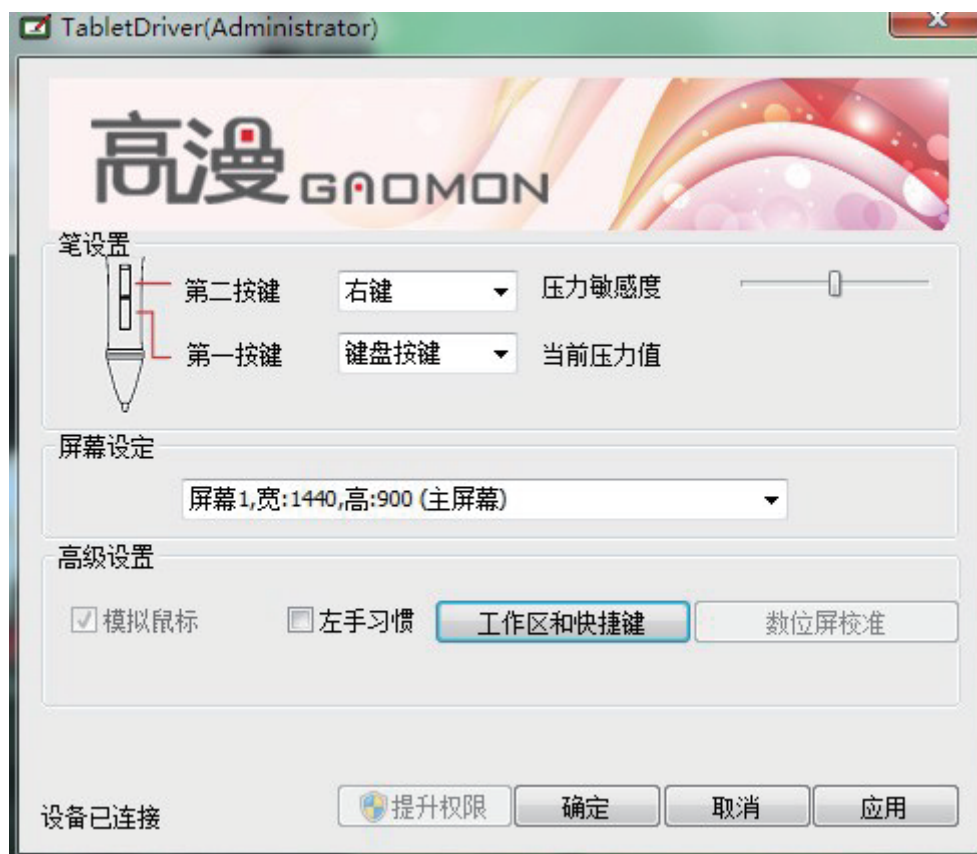 TabletDriver(Administrator)
高漫 GAOMON
笔设置
第二按键 右键 压力敏感度
第一按键 键盘按键 当前压力值
屏幕设定
屏幕1,宽:1440,高:900 (主屏幕)
高级设置
模拟鼠标 左手习惯 工作区和快捷键 数位屏校准
设备已连接 提升权限 确定 取消 应用